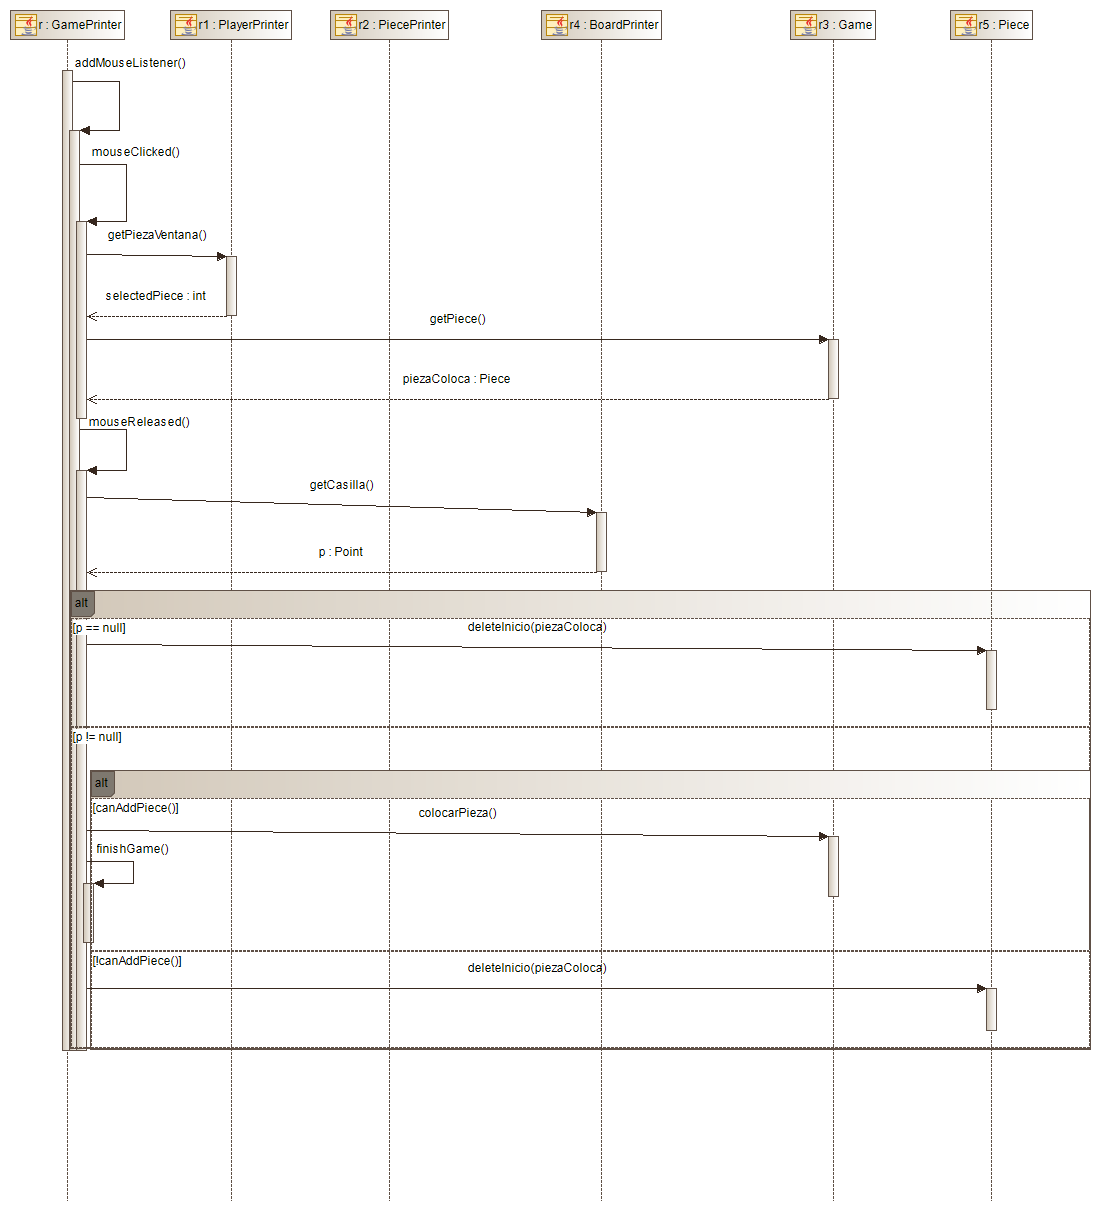 r : GamePrinter
r1 : PlayerPrinter
r2 : PiecePrinter
r4 : BoardPrinter
r3 : Game
r5 : Piece
addMouseListener()
mouseClicked()
getPiezaVentana()
selectedPiece : int
getPiece()
piezaColoca : Piece
mouseReleased()
getCasilla()
p : Point
alt
[p == null]
deleteInicio(piezaColoca)
[p != null]
alt
[canAddPiece()]
colocarPieza()
finishGame()
[!canAddPiece()]
deleteInicio(piezaColoca)